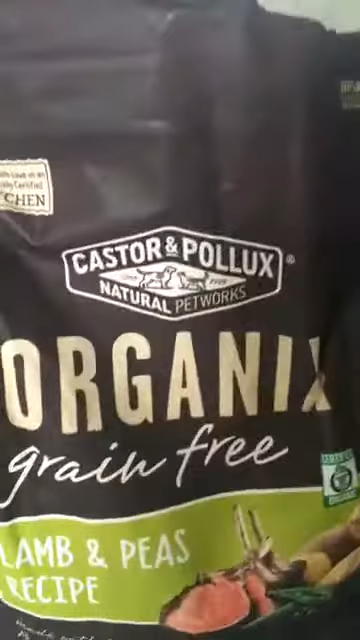 CHEN
CASTOR & POLLUX®
NATURAL PETWORKS
ORGANIX
grain free
LAMB & PEAS
RECIPE